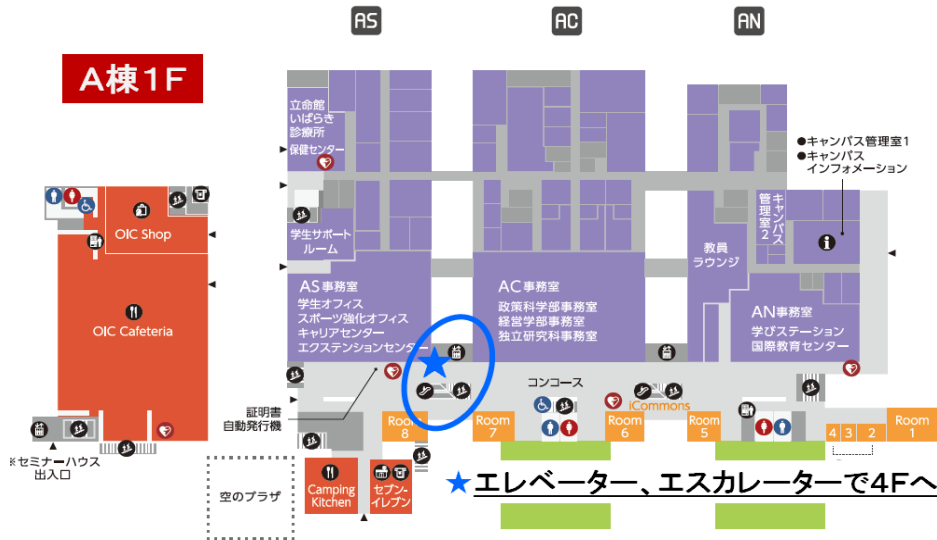 AS
AC
AN
A棟1F
立命館
いばらき
診療所
保健センター
●キャンパス管理室1
●キャンパス
インフォメーション
OIC Shop
学生サポート
ルーム
キャンパス
管理室2
教員
ラウンジ
OIC Cafeteria
AS事務室
学生オフィス
スポーツ強化オフィス
キャリアセンター
エクステンションセンター
AC事務室
政策科学部事務室
経営学部事務室
独立研究科事務室
AN事務室
学びステーション
国際教育センター
コンコース
証明書
自動発行機
iCommons
Room
8
Room
7
Room
6
Room
5
4
3
2
Room
1
※セミナーハウス
出入口
空のプラザ
Camping
Kitchen
セブン-
イレブン
★エレベーター、エスカレーターで4Fへ